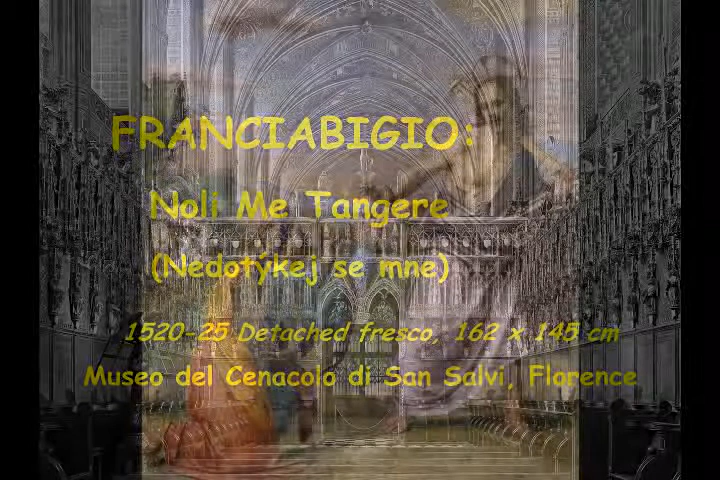 FRANCIABIGIO:
Noli Me Tangere
(Nedotýkej se mne)
1520-25 Detached fresco, 162 x 145 cm
Museo del Cenacolo di San Salvi, Florence